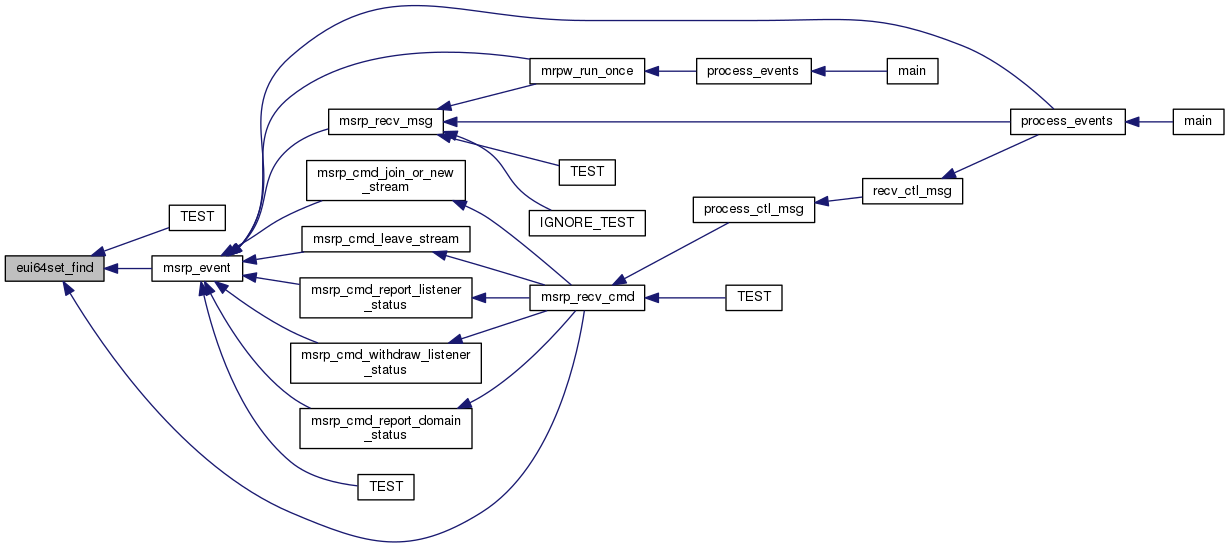 mrpw_run_once
process_events
main
msrp_recv_msg
process_events
main
TEST
msrp_cmd_join_or_new
_stream
recv_ctl_msg
process_ctl_msg
TEST
IGNORE_TEST
msrp_cmd_leave_stream
eui64set_find
msrp_event
msrp_cmd_report_listener
_status
msrp_recv_cmd
TEST
msrp_cmd_withdraw_listener
_status
msrp_cmd_report_domain
_status
TEST